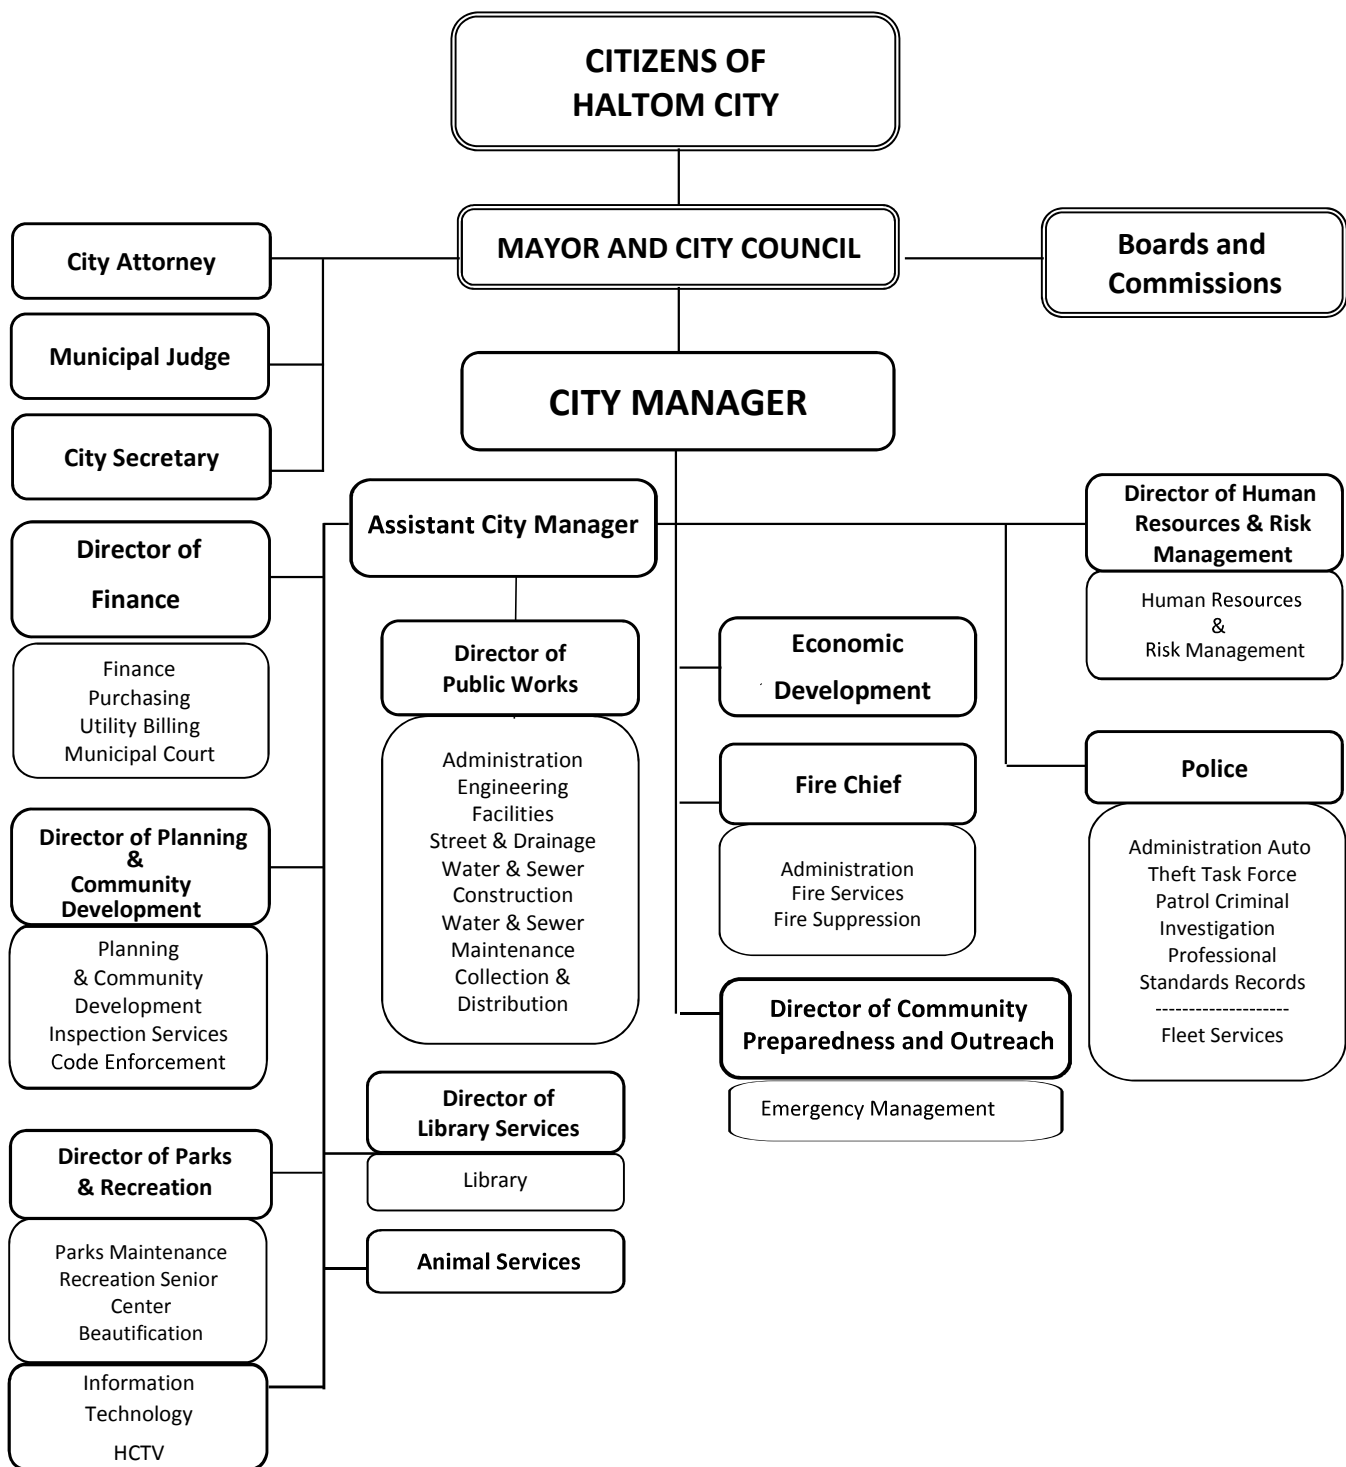 CITIZENS OF
HALTOM CITY
MAYOR AND CITY COUNCIL
Boards and
Commissions
City Attorney
Municipal Judge
City Secretary
CITY MANAGER
Assistant City Manager
Director of
Finance
Finance
Purchasing
Utility Billing
Municipal Court
Director of Planning
&
Community
Development
Planning
& Community
Development
Inspection Services
Code Enforcement
Director of Parks
& Recreation
Parks Maintenance
Recreation Senior
Center
Beautification
Information
Technology
HCTV
Director of
Public Works
Administration
Engineering
Facilities
Street & Drainage
Water & Sewer
Construction
Water & Sewer
Maintenance
Collection &
Distribution
Director of
Library Services
Library
Animal Services
Economic
Development
Fire Chief
Administration
Fire Services
Fire Suppression
Director of Community
Preparedness and Outreach
Emergency Management
Director of Human
Resources & Risk
Management
Human Resources
&
Risk Management
Police
Administration Auto
Theft Task Force
Patrol Criminal
Investigation
Professional
Standards Records
--------------------
Fleet Services